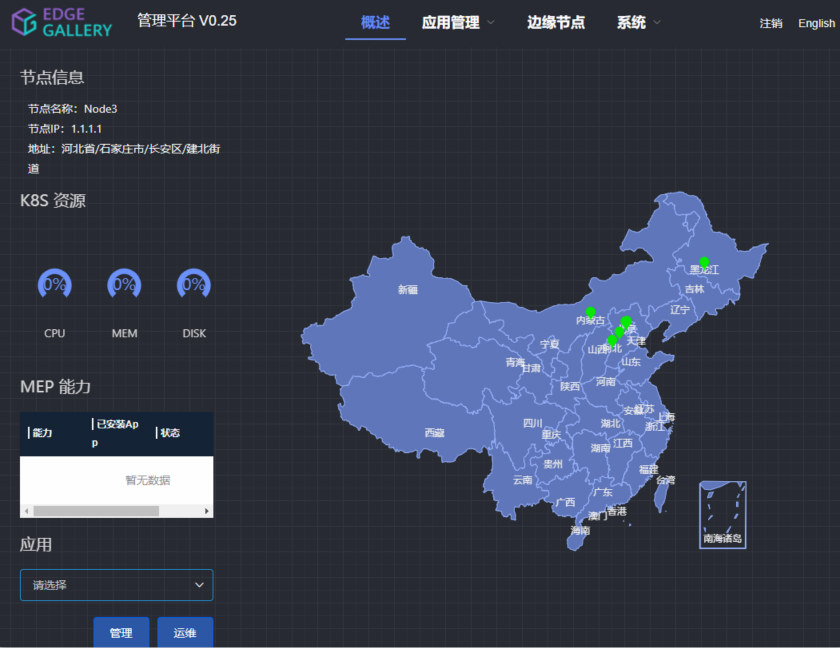 EDGE
GALLERY
管理平台 V0.25
概述
应用管理
边缘节点
系统
注销
English
节点信息
节点名称：Node3
节点IP：1.1.1.1
地址：河北省/石家庄市/长安区/建北街
道
K8S 资源
0%
0%
0%
CPU
MEM
DISK
MEP 能力
能力
已安装Ap
p
状态
暂无数据
应用
请选择
管理
运维
黑龙江
新疆
吉林
辽宁
内蒙古
天津
宁夏
山西
河北
青海
甘肃
山东
陕西
河南
安徽
江苏
上海
四川
湖北
浙江
西藏
重庆
湖南
江西
贵州
福建
云南
台湾
广东
广西
澳门
香港
海南
南海诸岛